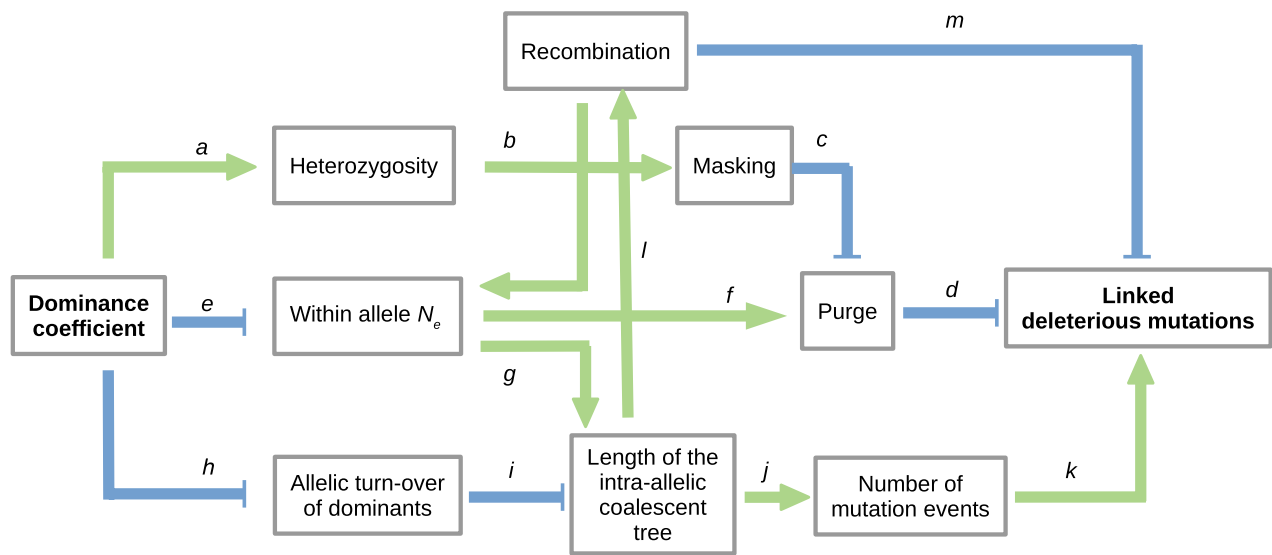 m
Recombination
a
b
c
Heterozygosity
Masking
l
Dominance
coefficient
e
Within allele Ne
f
Purge
d
Linked
deleterious mutations
g
h
Allelic turn-over
of dominants
i
Length of the
intra-allelic
coalescent
tree
j
Number of
mutation events
k